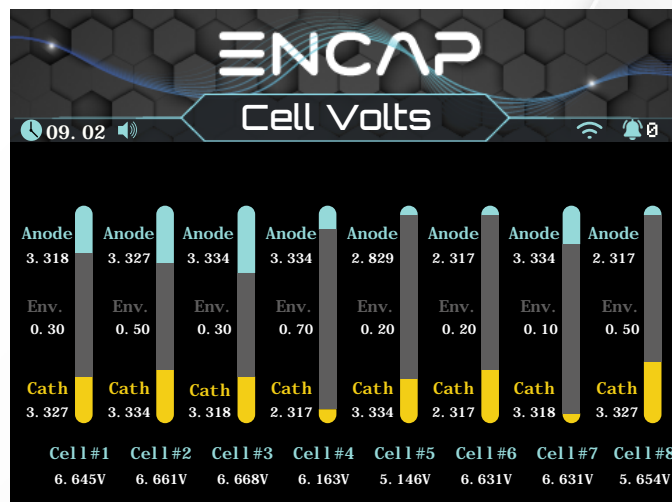 ENCAP
Cell Volts
09. 02
0
Anode Anode Anode Anode Anode Anode Anode Anode
3. 318 3. 327 3. 334 3. 334 2. 829 2. 317 3. 334 2. 317
Env. Env. Env. Env. Env. Env. Env. Env.
0. 30 0. 50 0. 30 0. 70 0. 20 0. 20 0. 10 0. 50
Cath Cath Cath Cath Cath Cath Cath Cath
3. 327 3. 334 3. 318 2. 317 3. 334 2. 317 3. 318 3. 327
Cell#1 Cell#2 Cell#3 Cell#4 Cell#5 Cell#6 Cell#7 Cell#8
6. 645V 6. 661V 6. 668V 6. 163V 5. 146V 6. 631V 6. 631V 5. 654V